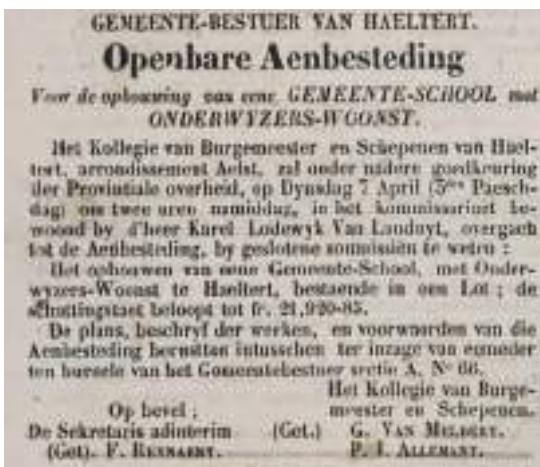 GEMEENTE-BESTUER VAN HAELTERT.
Openbare Aenbesteding
Voor de opbouwing van eene GEMEENTE-SCHOOL met
ONDERWYZERS-WOONST.
Het Kollegie van Burgemeester en Schepenen van Hael-
tert, arrondissement Aelst, zal onder nadere goedkeuring
der Provintiale overheid, op Dynsdag 7 April (3den Paesch-
dag) om twee uren namiddag, in het kommissariaet be-
woond by d'heer Karel Lodewyk Van Landuyt, overgaen
tot de Aenbesteding, by geslotene soumissiën te weten :
Het opbouwen van eene Gemeente-School, met Onder-
wyzers-Woonst te Haeltert, bestaende in een Lot ; de
schattingstaet beloopt tot fr. 21,920-85.
De plans, beschryf der werken, en voorwaarden van die
Aenbesteding berusten intusschen ter inzage van eenieder
ten bureele van het Gemeentebestuer sectie A, N° 66.
Het Kollegie van Burge-
Op bevel : meester en Schepenen.
De Sekretaris adinterim (Get.) G. VAN MELDERT.
(Get). F. REYNAERT. P. J. ALLEMANT.